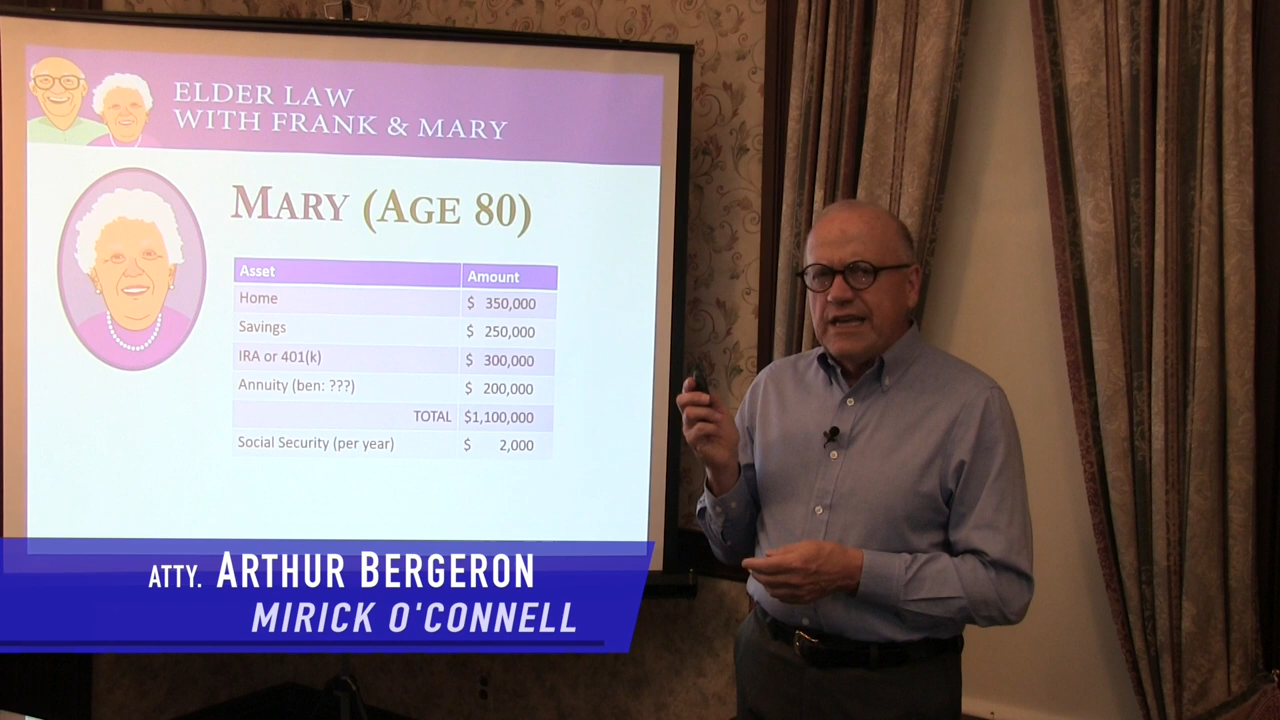 ELDER LAW
WITH FRANK & MARY
MARY (AGE 80)
Asset Amount
Home $ 350,000
Savings $ 250,000
IRA or 401(k) $ 300,000
Annuity (ben: ???) $ 200,000
TOTAL $1,100,000
Social Security (per year) $ 2,000
ATTY. ARTHUR BERGERON
MIRICK O'CONNELL